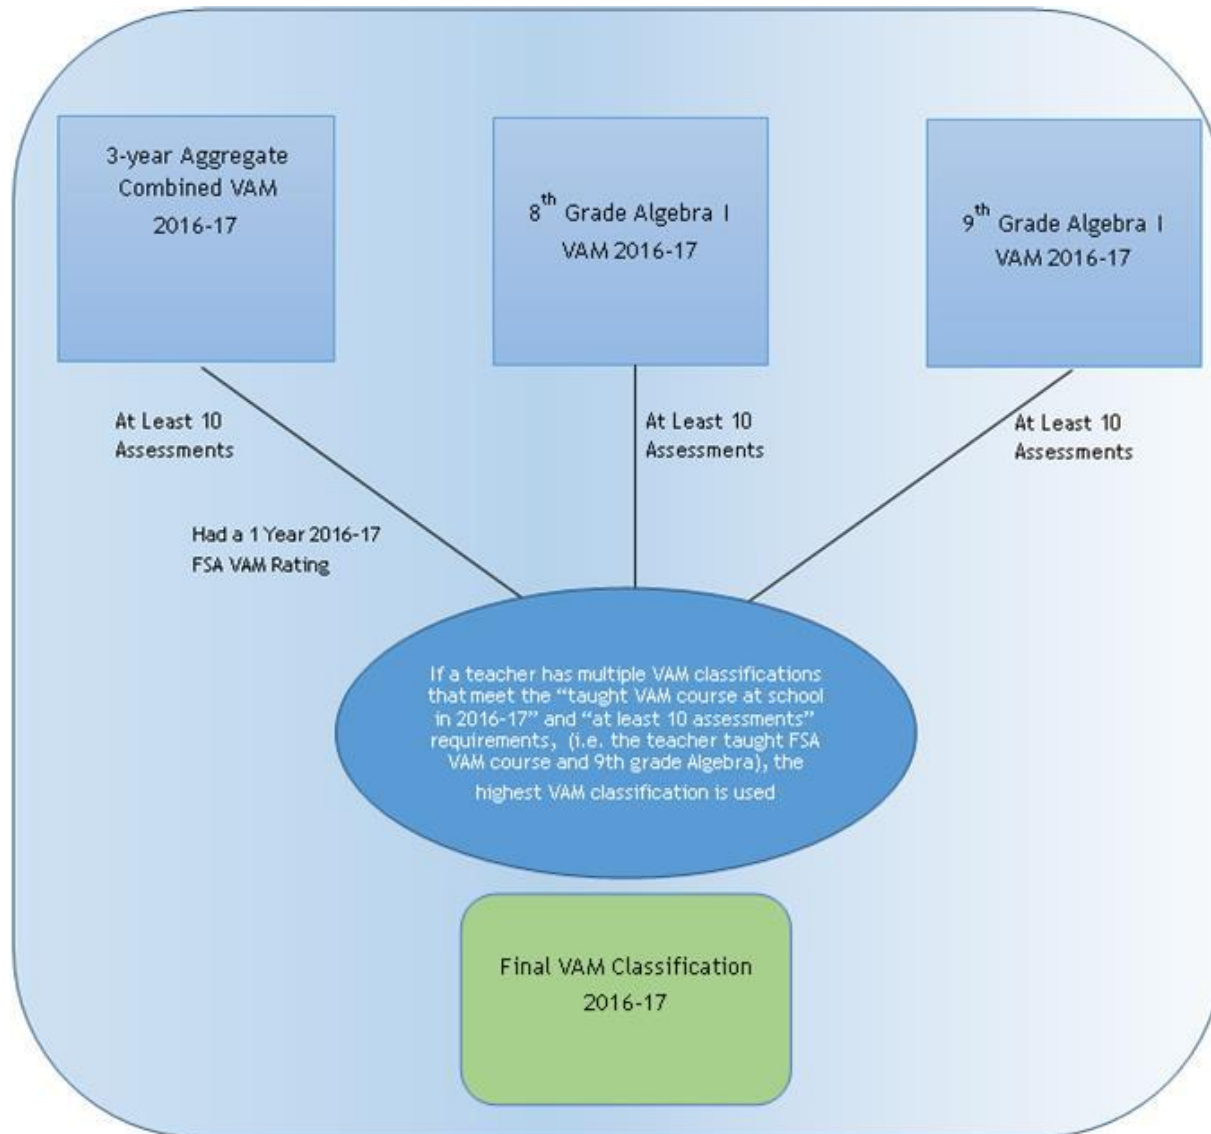 3-year Aggregate
Combined VAM
2016-17
8th Grade Algebra I
VAM 2016-17
9th Grade Algebra I
VAM 2016-17
At Least 10
Assessments
At Least 10
Assessments
At Least 10
Assessments
Had a 1 Year 2016-17
FSA VAM Rating
If a teacher has multiple VAM classifications
that meet the “taught VAM course at school
in 2016-17” and “at least 10 assessments”
requirements, (i.e. the teacher taught FSA
VAM course and 9th grade Algebra), the
highest VAM classification is used
Final VAM Classification
2016-17